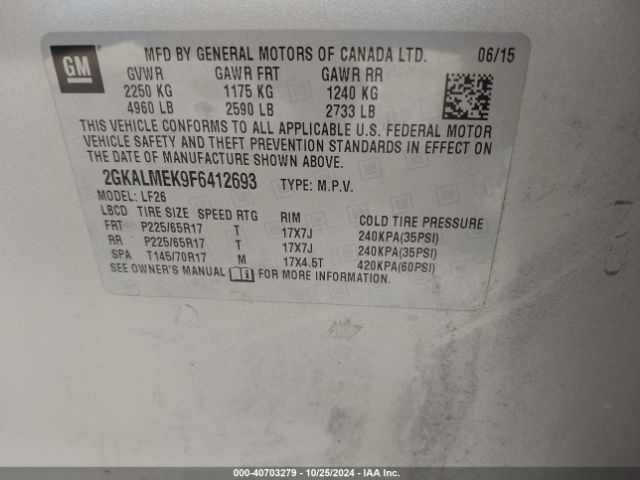 GM
MFD BY GENERAL MOTORS OF CANADA LTD. 06/15
GVWR GAWR FRT GAWR RR
2250 KG 1175 KG 1240 KG
4960 LB 2590 LB 2733 LB
THIS VEHICLE CONFORMS TO ALL APPLICABLE U.S. FEDERAL MOTOR
VEHICLE SAFETY AND THEFT PREVENTION STANDARDS IN EFFECT ON
THE DATE OF MANUFACTURE SHOWN ABOVE.
2GKALMEK9F6412693 TYPE: M.P.V.
MODEL: LF26
LBCD TIRE SIZE SPEED RTG RIM COLD TIRE PRESSURE
FRT P225/65R17 T 17X7J 240KPA(35PSI)
RR P225/65R17 T 17X7J 240KPA(35PSI)
SPA T145/70R17 M 17X4.5T 420KPA(60PSI)
SEE OWNER'S MANUAL FOR MORE INFORMATION.
000-40703279 - 10/25/2024 - IAA Inc.